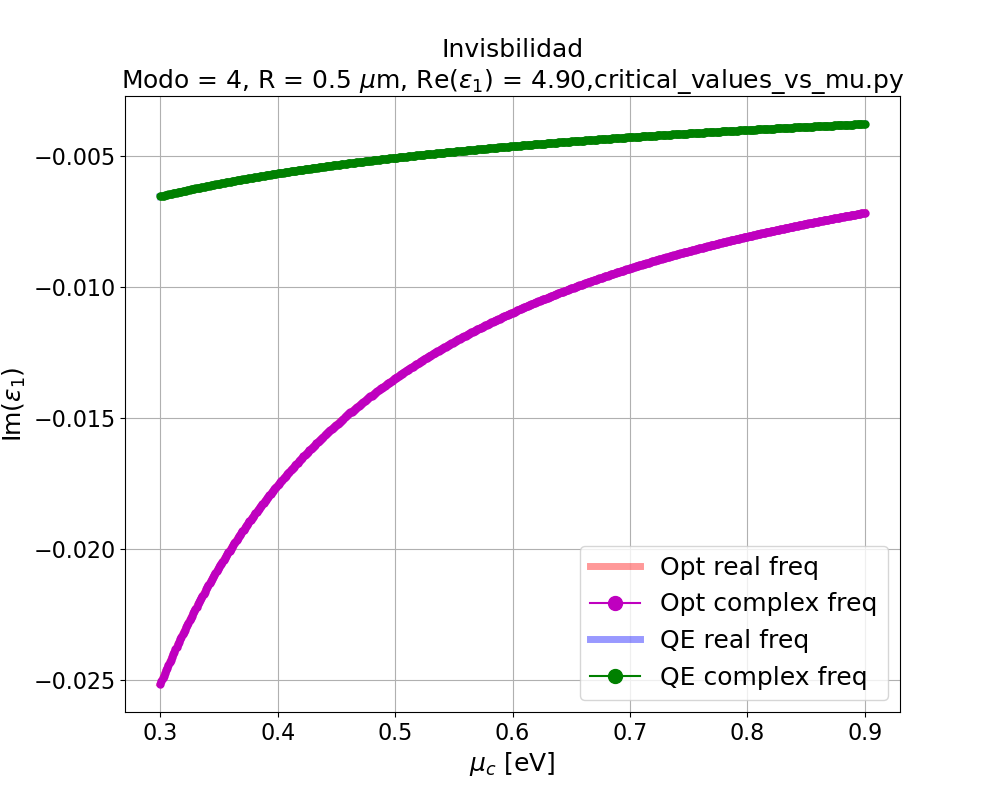 Invisbilidad
Modo = 4, R = 0.5 μm, Re(ε₁) = 4.90,critical_values_vs_mu.py
Im(ε₁)
−0.005
−0.010
−0.015
−0.020
−0.025
Opt real freq
Opt complex freq
QE real freq
QE complex freq
0.3 0.4 0.5 0.6 0.7 0.8 0.9
μ_c [eV]